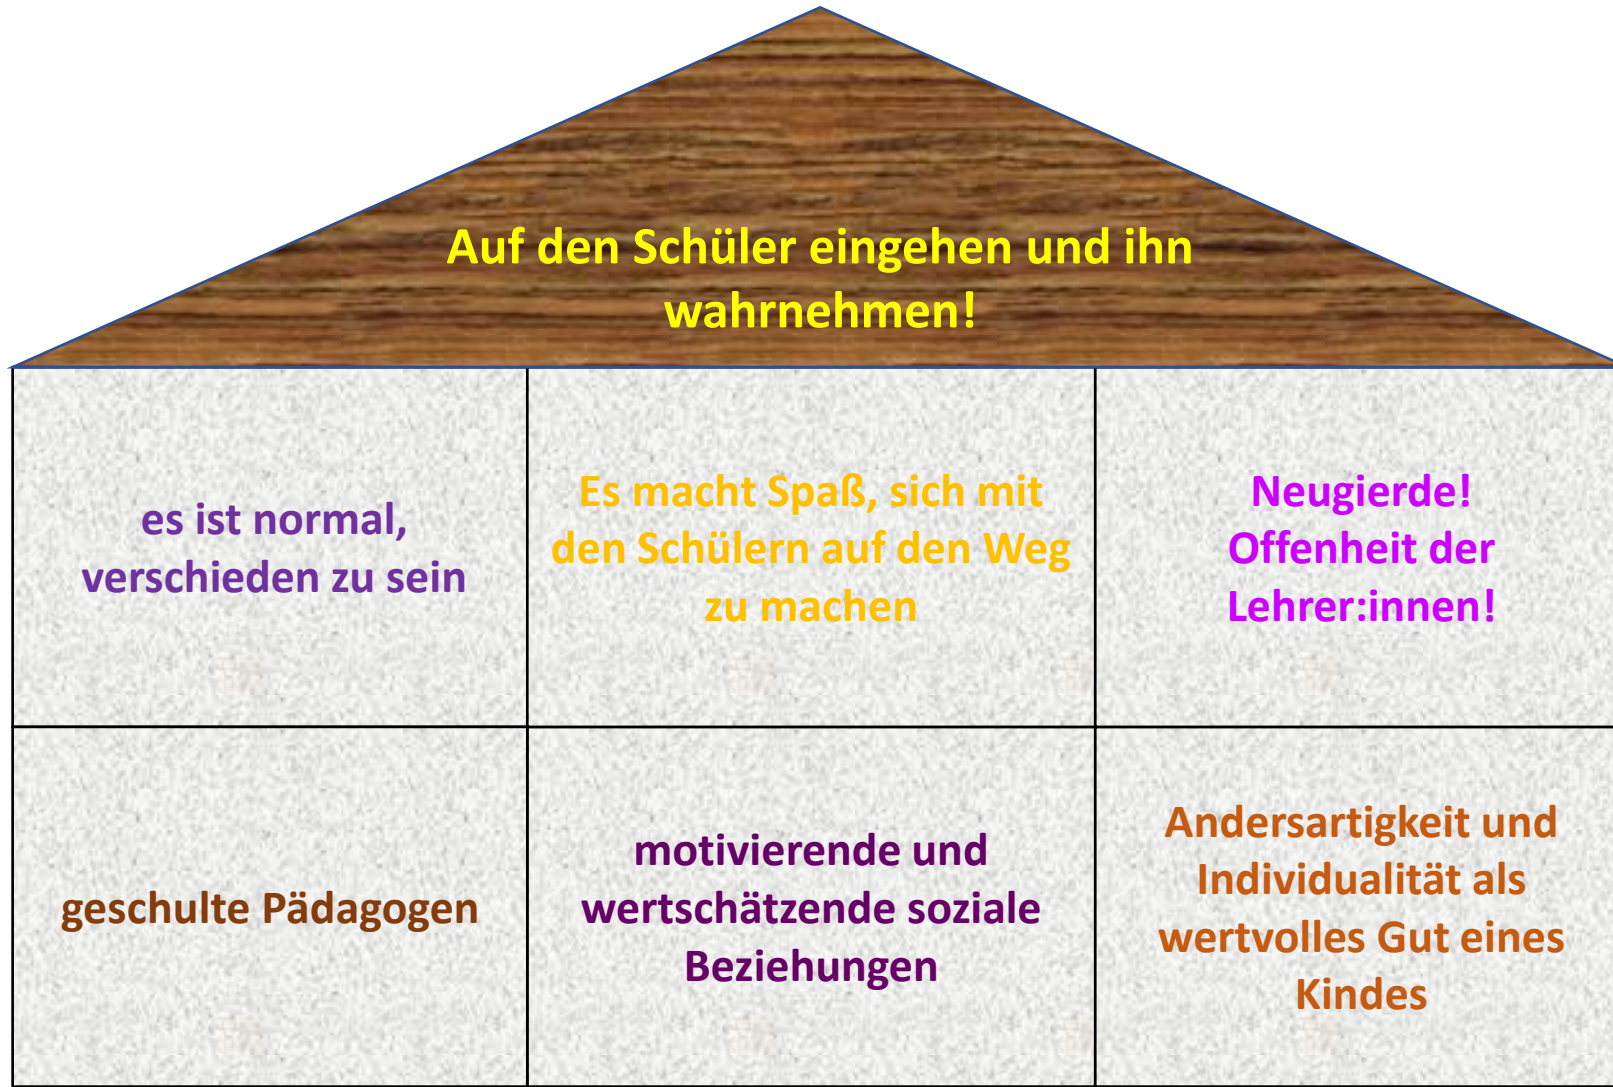 Auf den Schüler eingehen und ihn
wahrnehmen!
es ist normal,
verschieden zu sein
Es macht Spaß, sich mit
den Schülern auf den Weg
zu machen
Neugierde!
Offenheit der
Lehrer:innen!
geschulte Pädagogen
motivierende und
wertschätzende soziale
Beziehungen
Andersartigkeit und
Individualität als
wertvolles Gut eines
Kindes